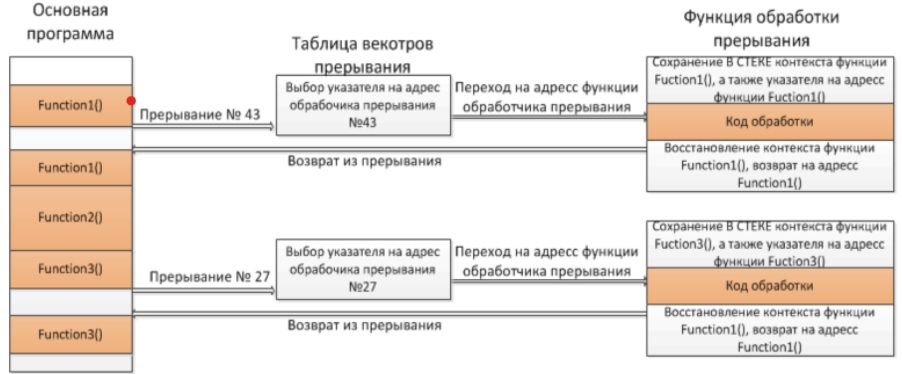 Основная
программа
Таблица векотров
прерывания
Функция обработки
прерывания
Function1()
Прерывание № 43
Выбор указателя на адрес
обрабочика прерывания
№43
Переход на адресс функции
обработчика прерывания
Сохранение В СТЕКЕ контекста функции
Fuction1(), а также указателя на адресс
функции Fuction1()
Код обработки
Восстановление контекста функции
Function1(), возврат на адресс
Function1()
Возврат из прерывания
Function1()
Function2()
Function3()
Прерывание № 27
Выбор указателя на адрес
обрабочика прерывания
№27
Переход на адресс функции
обработчика прерывания
Сохранение В СТЕКЕ контекста функции
Fuction3(), а также указателя на адресс
функции Fuction3()
Код обработки
Восстановление контекста функции
Function1(), возврат на адресс
Function1()
Возврат из прерывания
Function3()